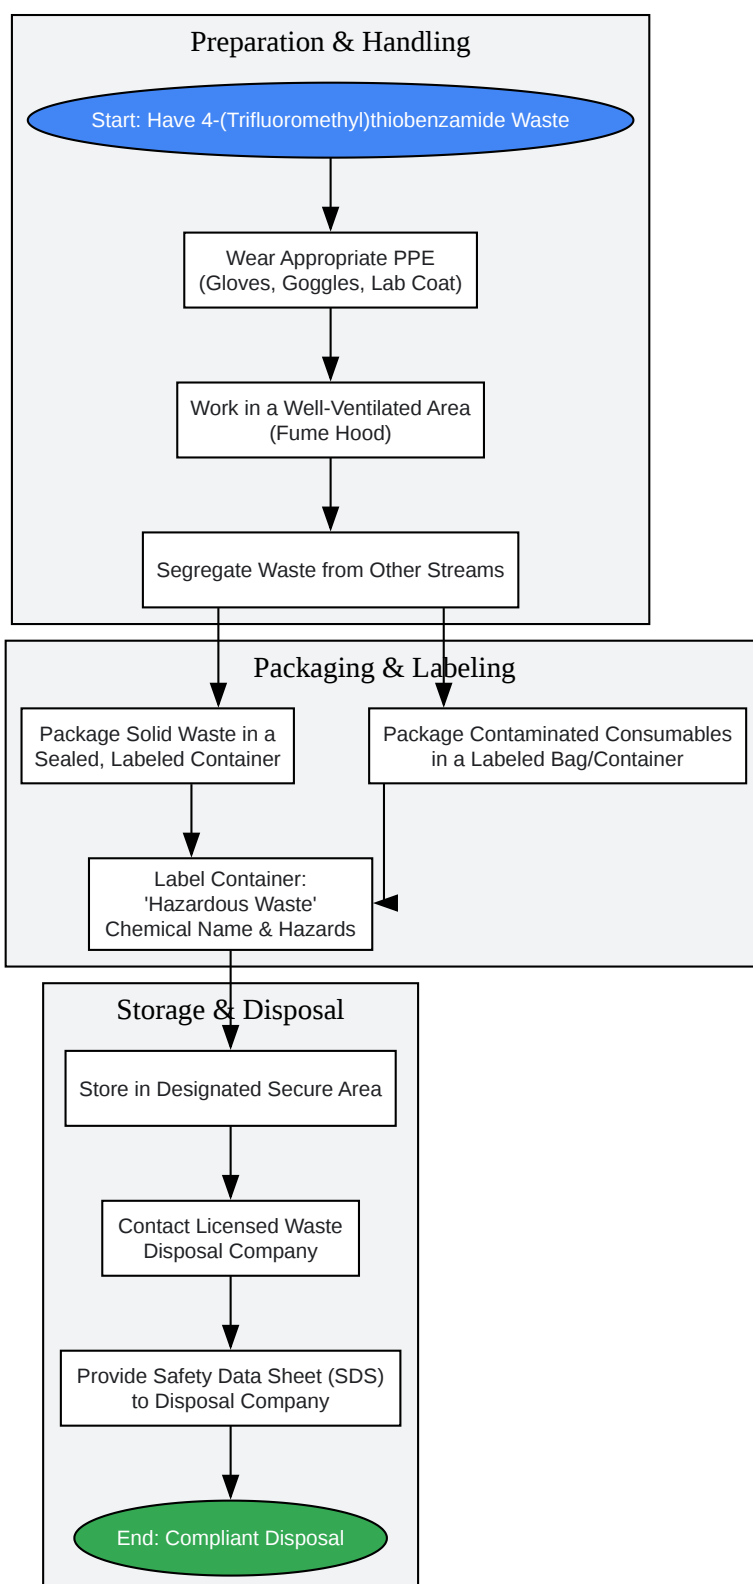 Preparation & Handling
Start: Have 4-(Trifluoromethyl)thiobenzamide Waste
Wear Appropriate PPE
(Gloves, Goggles, Lab Coat)
Work in a Well-Ventilated Area
(Fume Hood)
Segregate Waste from Other Streams
Packaging & Labeling
Package Solid Waste in a
Sealed, Labeled Container
Package Contaminated Consumables
in a Labeled Bag/Container
Label Container:
'Hazardous Waste'
Chemical Name & Hazards
Storage & Disposal
Store in Designated Secure Area
Contact Licensed Waste
Disposal Company
Provide Safety Data Sheet (SDS)
to Disposal Company
End: Compliant Disposal